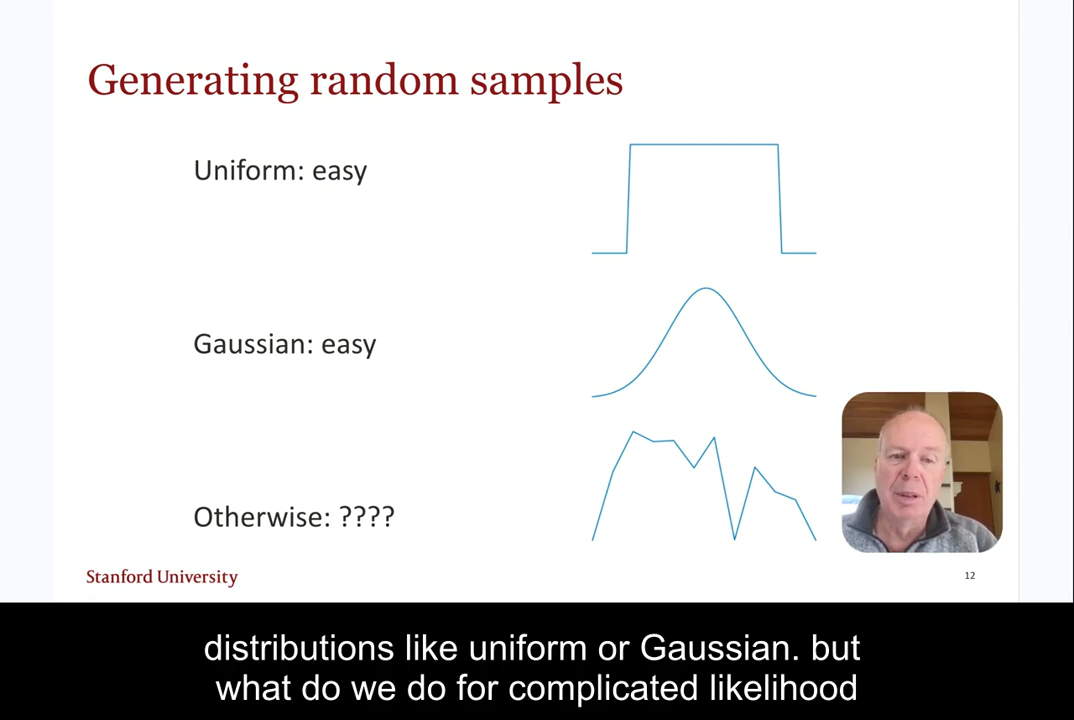 Generating random samples
Uniform: easy
Gaussian: easy
Otherwise: ????
Stanford University
12
distributions like uniform or Gaussian. but
what do we do for complicated likelihood